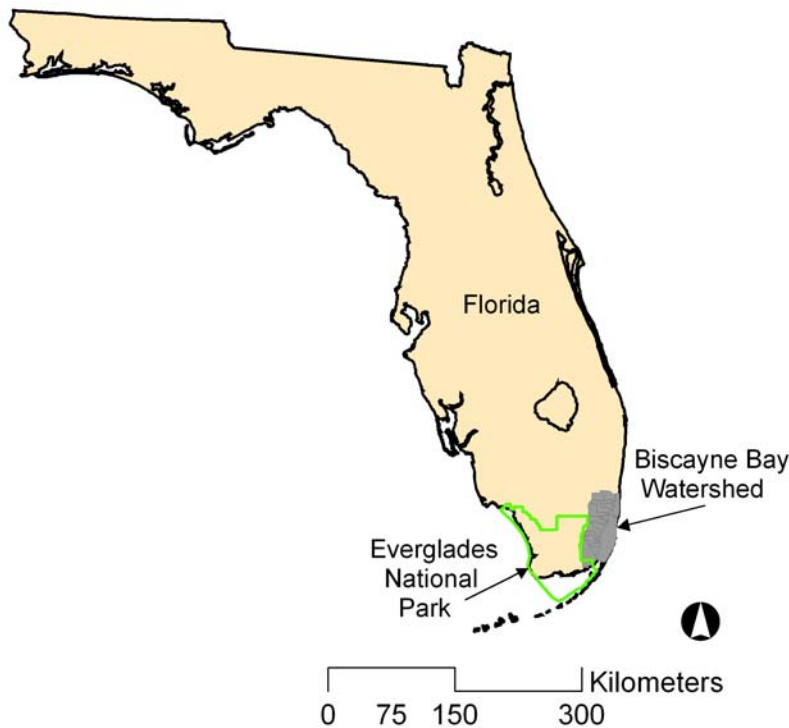 Florida
Biscayne Bay
Watershed
Everglades
National
Park
Kilometers
0 75 150 300